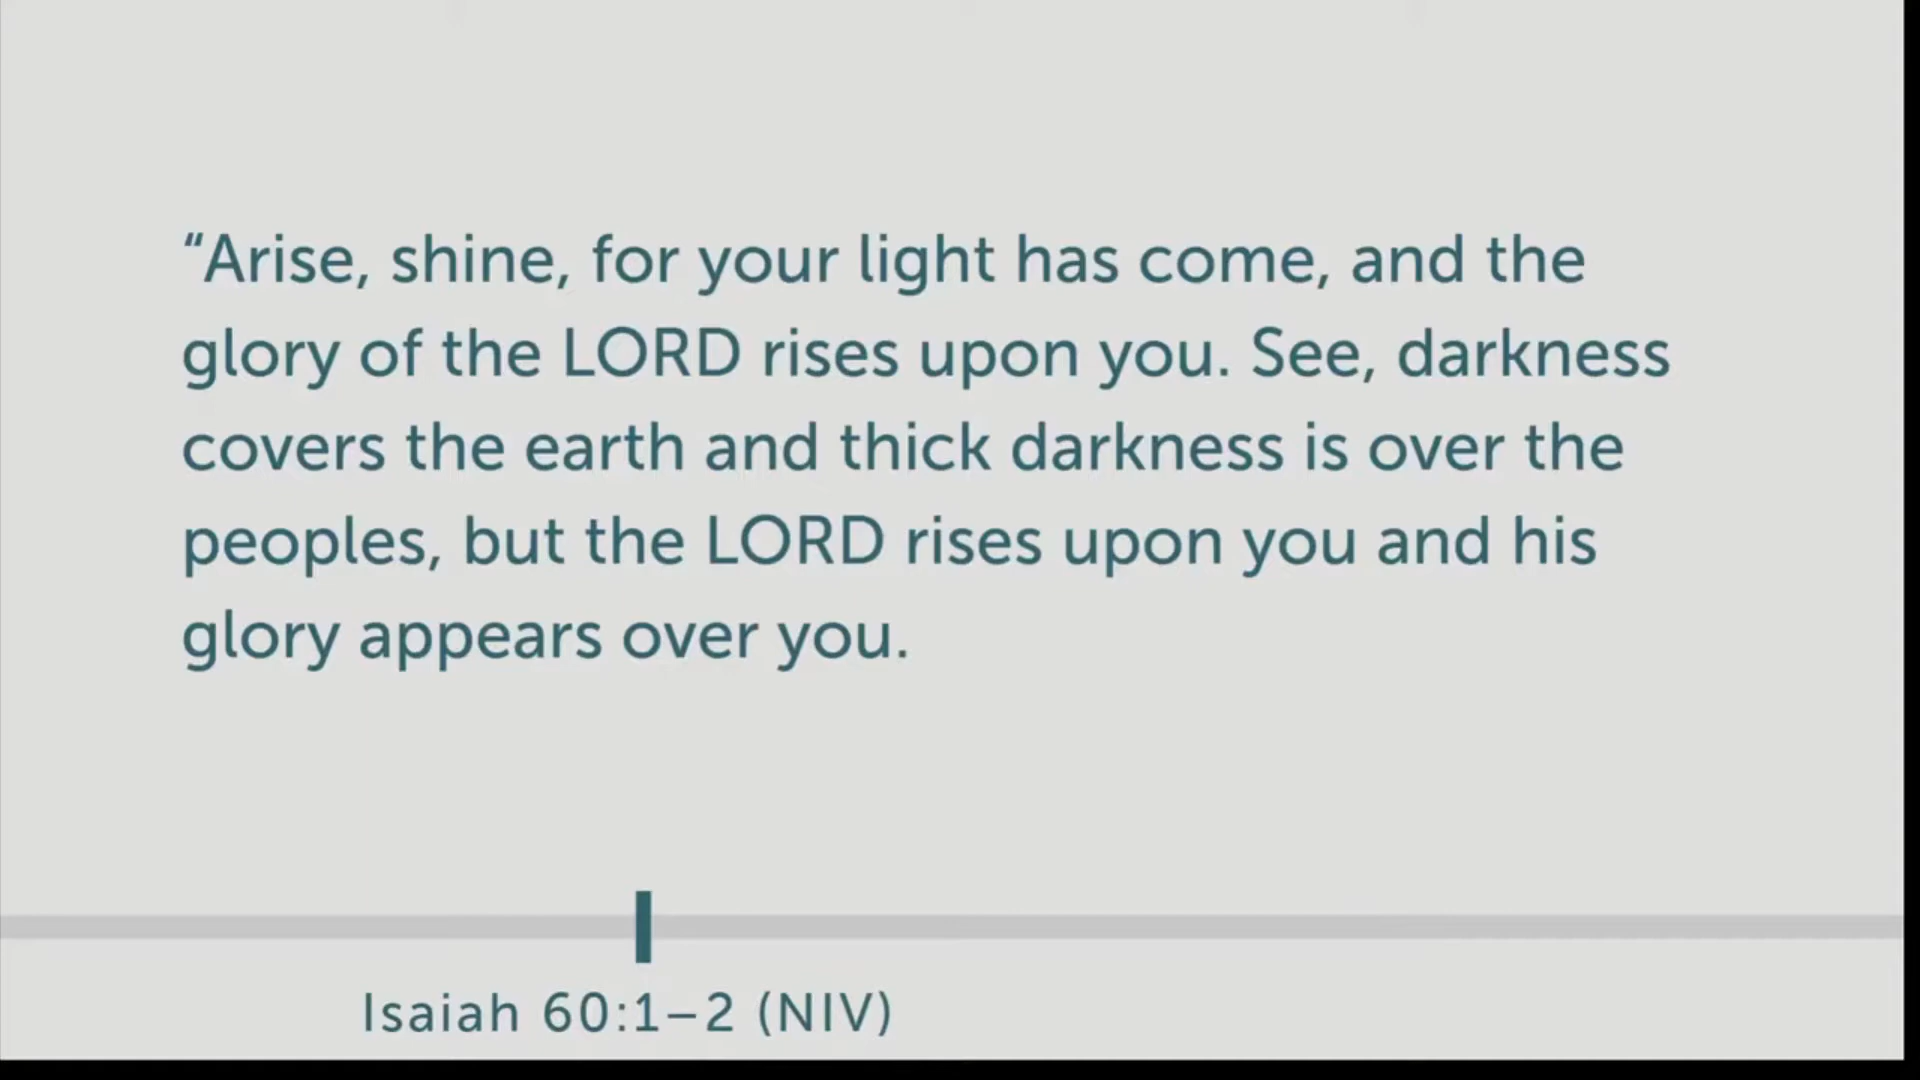 “Arise, shine, for your light has come, and the
glory of the LORD rises upon you. See, darkness
covers the earth and thick darkness is over the
peoples, but the LORD rises upon you and his
glory appears over you.
Isaiah 60:1–2 (NIV)